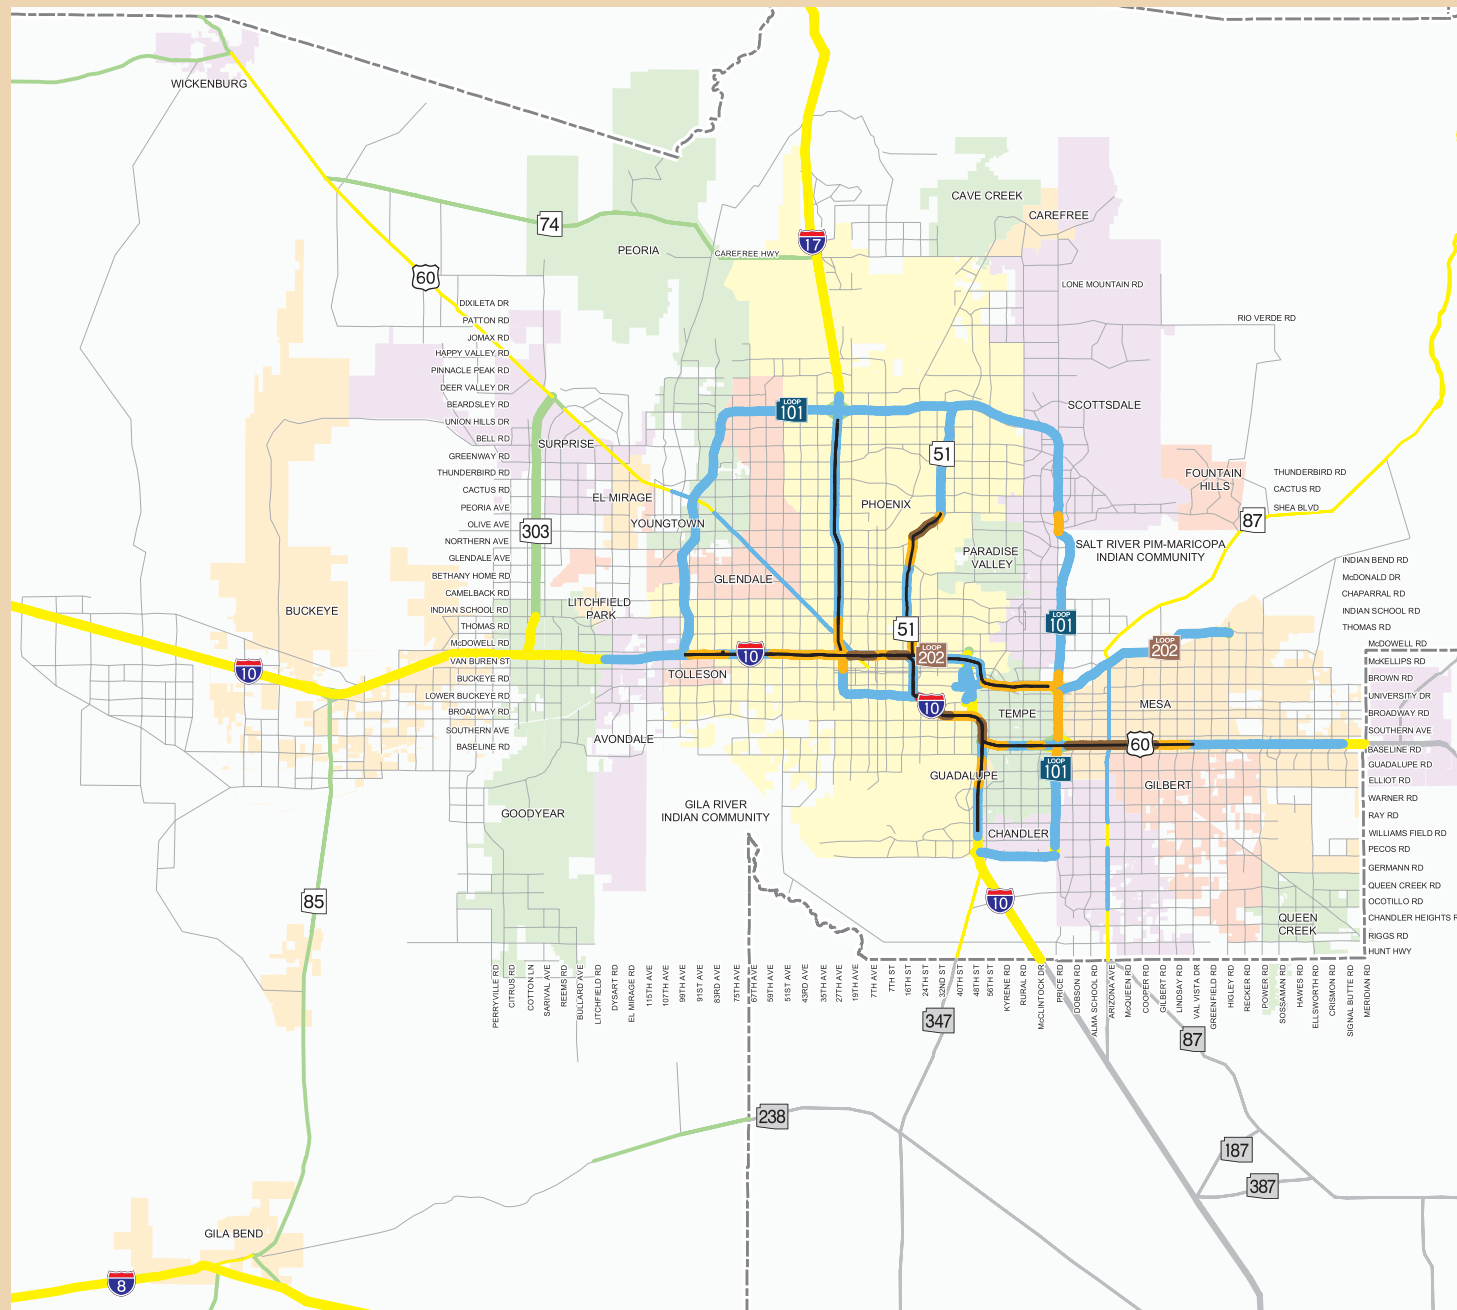 WICKENBURG
74
60
PEORIA
CAREFREE HWY
17
CAVE CREEK
CAREFREE
LONE MOUNTAIN RD
RIO VERDE RD
DIXILETA DR
PATTON RD
JOMAX RD
HAPPY VALLEY RD
PINNACLE PEAK RD
DEER VALLEY DR
BEARDSLEY RD
UNION HILLS DR
BELL RD
GREENWAY RD
THUNDERBIRD RD
CACTUS RD
PEORIA AVE
OLIVE AVE
NORTHERN AVE
GLENDALE AVE
BETHANY HOME RD
CAMELBACK RD
INDIAN SCHOOL RD
THOMAS RD
McDOWELL RD
VAN BUREN ST
BUCKEYE RD
LOWER BUCKEYE RD
BROADWAY RD
SOUTHERN AVE
BASELINE RD
LOOP
101
SCOTTSDALE
SURPRISE
51
EL MIRAGE
YOUNGTOWN
PHOENIX
FOUNTAIN
HILLS
THUNDERBIRD RD
CACTUS RD
SHEA BLVD
87
303
PARADISE
VALLEY
SALT RIVER PIM-MARICOPA
INDIAN COMMUNITY
GLENDALE
LITCHFIELD
PARK
BUCKEYE
INDIAN BEND RD
McDONALD DR
CHAPARRAL RD
INDIAN SCHOOL RD
THOMAS RD
McDOWELL RD
McKELLIPS RD
BROWN RD
UNIVERSITY DR
BROADWAY RD
SOUTHERN AVE
BASELINE RD
GUADALUPE RD
ELLIOT RD
WARNER RD
RAY RD
WILLIAMS FIELD RD
PECOS RD
GERMANN RD
QUEEN CREEK RD
OCOTILLO RD
CHANDLER HEIGHTS R
RIGGS RD
HUNT HWY
51
LOOP
101
LOOP
202
LOOP
202
10
10
TOLLESON
10
TEMPE
MESA
AVONDALE
60
LOOP
101
GUADALUPE
GILBERT
GOODYEAR
GILA RIVER
INDIAN COMMUNITY
CHANDLER
85
10
QUEEN
CREEK
PERRYVILLE RD
CITRUS RD
COTTON LN
SARIVAL AVE
REEMS RD
BULLARD AVE
LITCHFIELD RD
DYSART RD
EL MIRAGE RD
115TH AVE
107TH AVE
99TH AVE
91ST AVE
83RD AVE
75TH AVE
67TH AVE
59TH AVE
51ST AVE
43RD AVE
35TH AVE
27TH AVE
19TH AVE
7TH AVE
7TH ST
16TH ST
24TH ST
32ND ST
40TH ST
48TH ST
56TH ST
KYRENE RD
RURAL RD
McCLINTOCK DR
PRICE RD
DOBSON RD
ALMA SCHOOL RD
ARIZONA AVE
McQUEEN RD
COOPER RD
GILBERT RD
LINDSAY RD
VAL VISTA DR
GREENFIELD RD
HIGLEY RD
RECKER RD
POWER RD
SOSSAMAN RD
HAWES RD
ELLSWORTH RD
CRISMON RD
SIGNAL BUTTE RD
MERIDIAN RD
347
87
238
187
387
GILA BEND
8